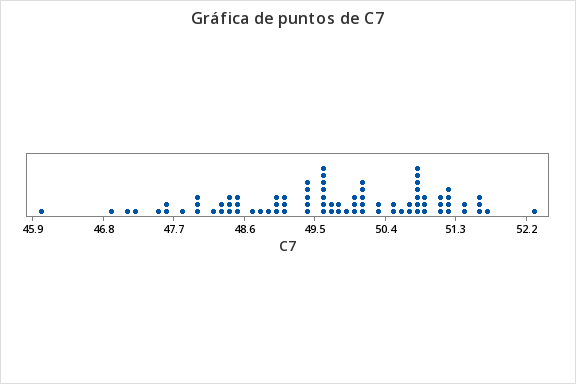 Gráfica de puntos de C7
45.9 46.8 47.7 48.6 49.5 50.4 51.3 52.2
C7